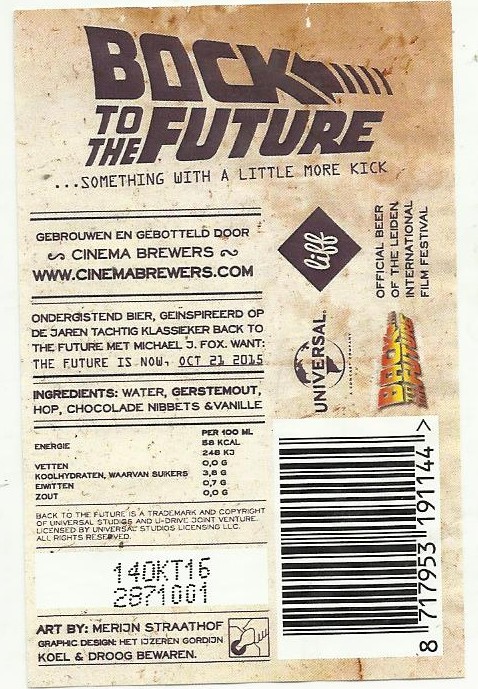 BOCK
TO THE FUTURE
...SOMETHING WITH A LITTLE MORE KICK
GEBROUWEN EN GEBOTTELD DOOR
CINEMA BREWERS
WWW.CINEMABREWERS.COM
ONDERGISTEND BIER, GEINSPIREERD OP
DE JAREN TACHTIG KLASSIEKER BACK TO
THE FUTURE MET MICHAEL J. FOX. WANT:
THE FUTURE IS NOW, OCT 21 2015
INGREDIENTS: WATER, GERSTEMOUT,
HOP, CHOCOLADE NIBBETS &VANILLE
PER 100 ML
ENERGIE 58 KCAL
248 KJ
VETTEN 0,0 G
KOOLHYDRATEN, WAARVAN SUIKERS 3,8 G
EIWITTEN 0,7 G
ZOUT 0,0 G
BACK TO THE FUTURE IS A TRADEMARK AND COPYRIGHT
OF UNIVERSAL STUDIOS AND U-DRIVE JOINT VENTURE.
LICENSED BY UNIVERSAL STUDIOS LICENSING LLC.
ALL RIGHTS RESERVED.
14OKT16
2871001
ART BY: MERIJN STRAATHOF
GRAPHIC DESIGN: HET IJZEREN GORDIJN
KOEL & DROOG BEWAREN.
liff
OFFICIAL BEER
OF THE LEIDEN
INTERNATIONAL
FILM FESTIVAL
UNIVERSAL
BACK TO THE FUTURE
8 717953 191144 >